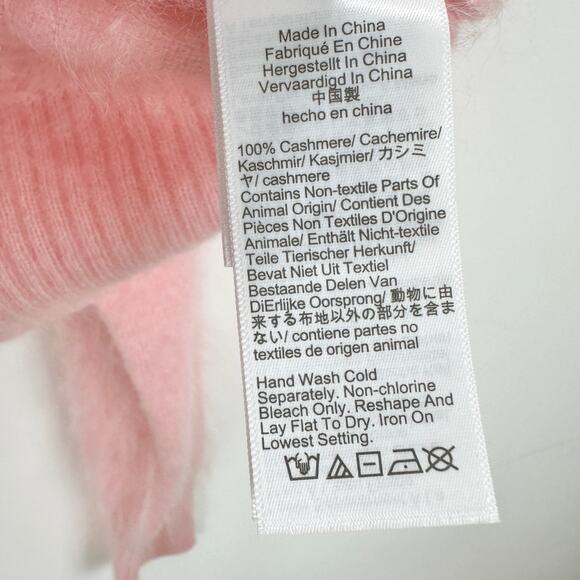 Made In China
Fabriqué En Chine
Hergestellt In China
Vervaardigd In China
中国製
hecho en china
100% Cashmere/ Cachemire/
Kaschmir/ Kasjmier/ カシミ
ヤ/ cashmere
Contains Non-textile Parts Of
Animal Origin/ Contient Des
Pièces Non Textiles D'Origine
Animale/ Enthält Nicht-textile
Teile Tierischer Herkunft/
Bevat Niet Uit Textiel
Bestaande Delen Van
DiErlijke Oorsprong/ 動物に由
来する布地以外の部分を含ま
ない/ contiene partes no
textiles de origen animal
Hand Wash Cold
Separately. Non-chlorine
Bleach Only. Reshape And
Lay Flat To Dry. Iron On
Lowest Setting.